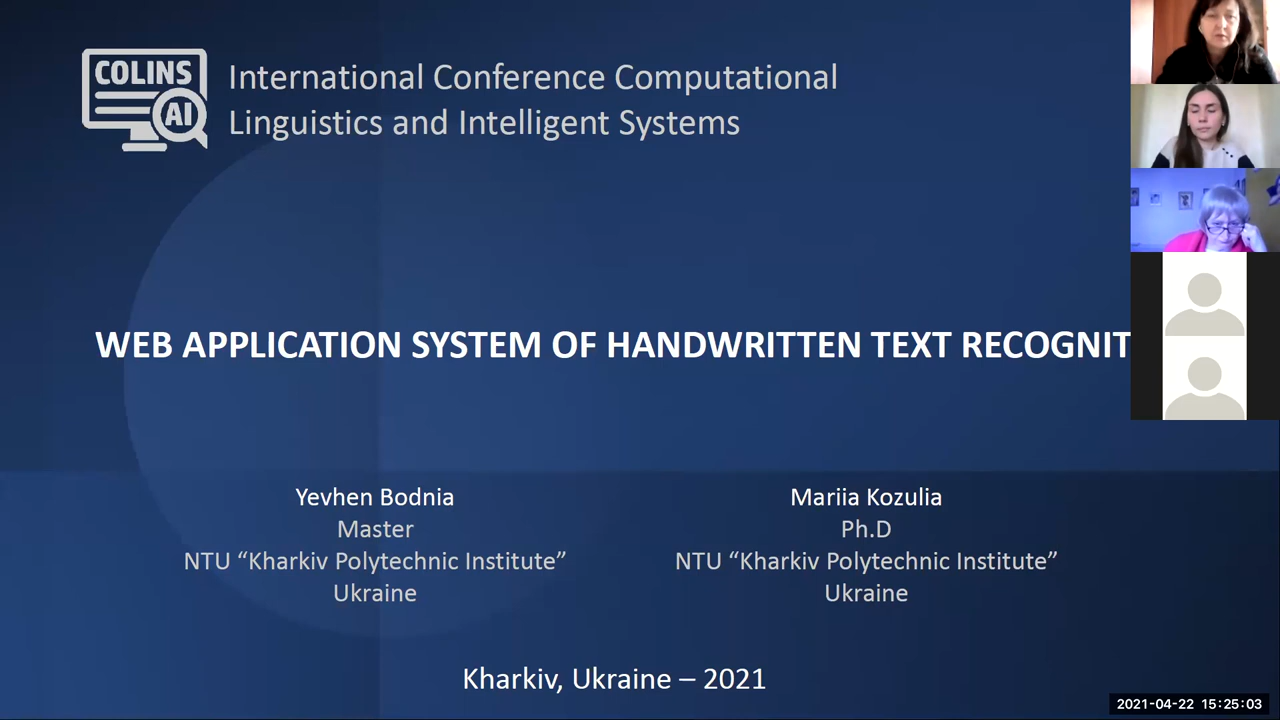 COLINS
AI
International Conference Computational
Linguistics and Intelligent Systems
WEB APPLICATION SYSTEM OF HANDWRITTEN TEXT RECOGNIT
Yevhen Bodnia
Master
NTU “Kharkiv Polytechnic Institute”
Ukraine
Mariia Kozulia
Ph.D
NTU “Kharkiv Polytechnic Institute”
Ukraine
Kharkiv, Ukraine – 2021
2021-04-22 15:25:03